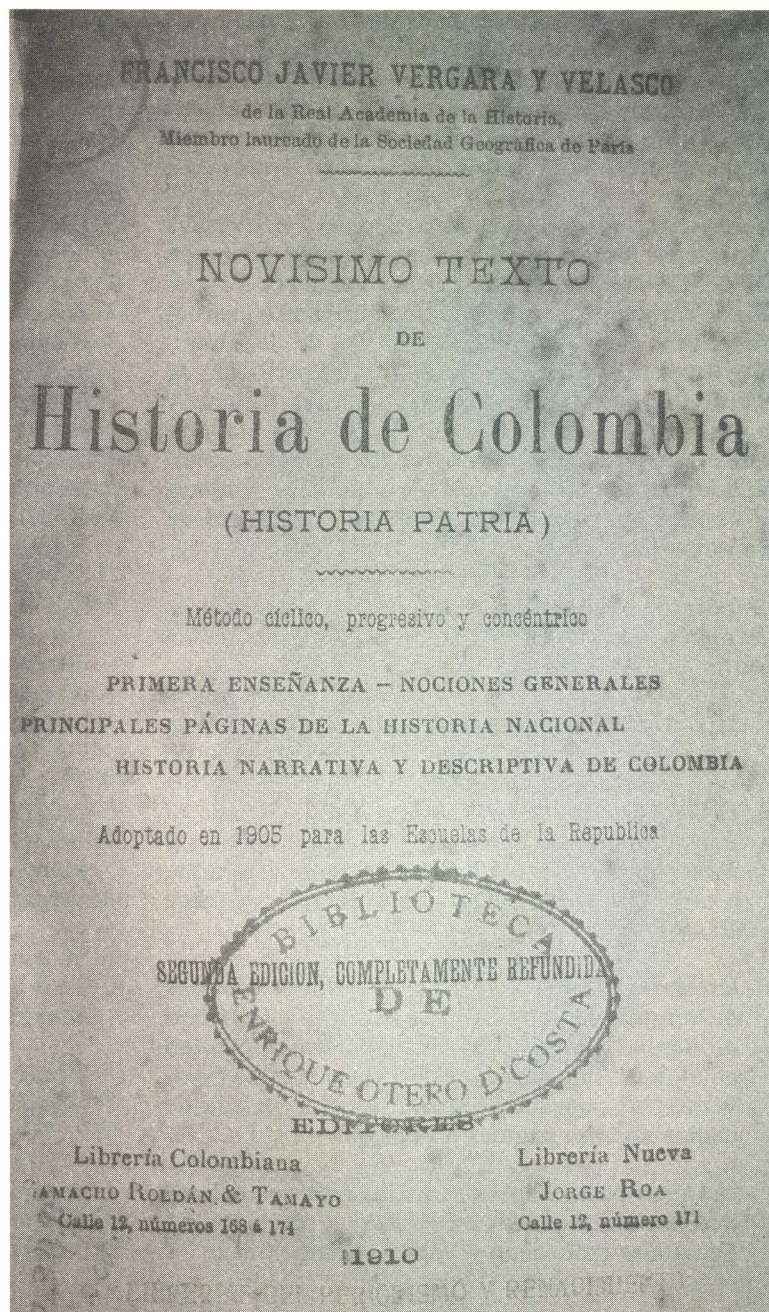 FRANCISCO JAVIER VERGARA Y VELASCO
de la Real Academia de la Historia,
Miembro laureado de la Sociedad Geográfica de París
NOVISIMO TEXTO
DE
Historia de Colombia
(HISTORIA PATRIA)
Método cíclico, progresivo y concéntrico
PRIMERA ENSEÑANZA – NOCIONES GENERALES
PRINCIPALES PÁGINAS DE LA HISTORIA NACIONAL
HISTORIA NARRATIVA Y DESCRIPTIVA DE COLOMBIA
Adoptado en 1905 para las Escuelas de la Republica
BIBLIOTECA
SEGUNDA EDICION, COMPLETAMENTE REFUNDIDA
DE
ENRIQUE OTERO D'COSTA
EDITORES
Librería Colombiana
CAMACHO ROLDÁN & TAMAYO
Calle 12, números 168 á 174
Librería Nueva
JORGE ROA
Calle 12, número 171
1910
PERIODISMO Y RENACIMIENTO